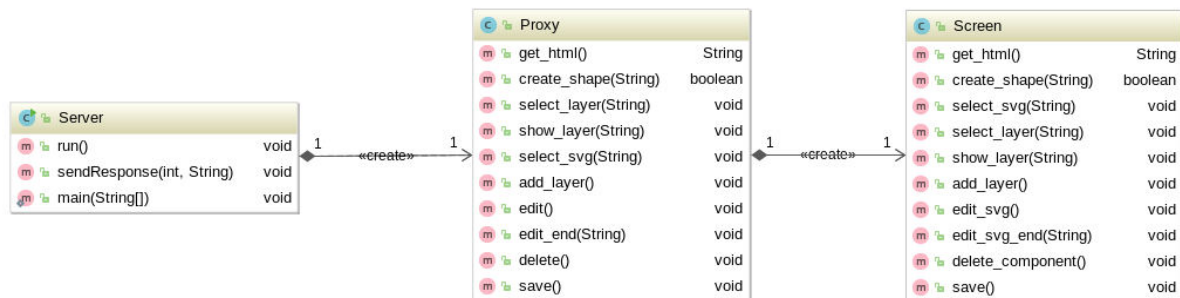 Server
run() void
sendResponse(int, String) void
main(String[]) void
1 «create» 1
Proxy
get_html() String
create_shape(String) boolean
select_layer(String) void
show_layer(String) void
select_svg(String) void
add_layer() void
edit() void
edit_end(String) void
delete() void
save() void
1 «create» 1
Screen
get_html() String
create_shape(String) boolean
select_svg(String) void
select_layer(String) void
show_layer(String) void
add_layer() void
edit_svg() void
edit_svg_end(String) void
delete_component() void
save() void